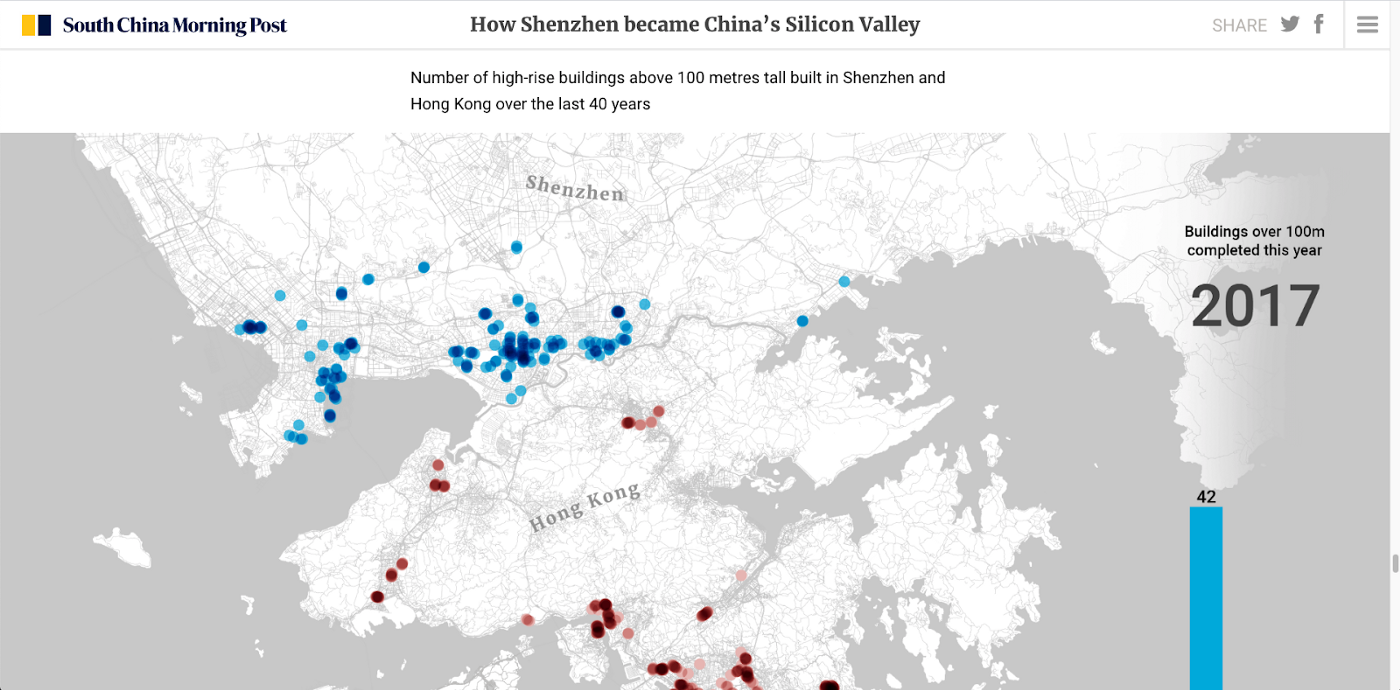 South China Morning Post
How Shenzhen became China’s Silicon Valley
SHARE
Number of high-rise buildings above 100 metres tall built in Shenzhen and
Hong Kong over the last 40 years
Shenzhen
Buildings over 100m
completed this year
2017
Hong Kong
42